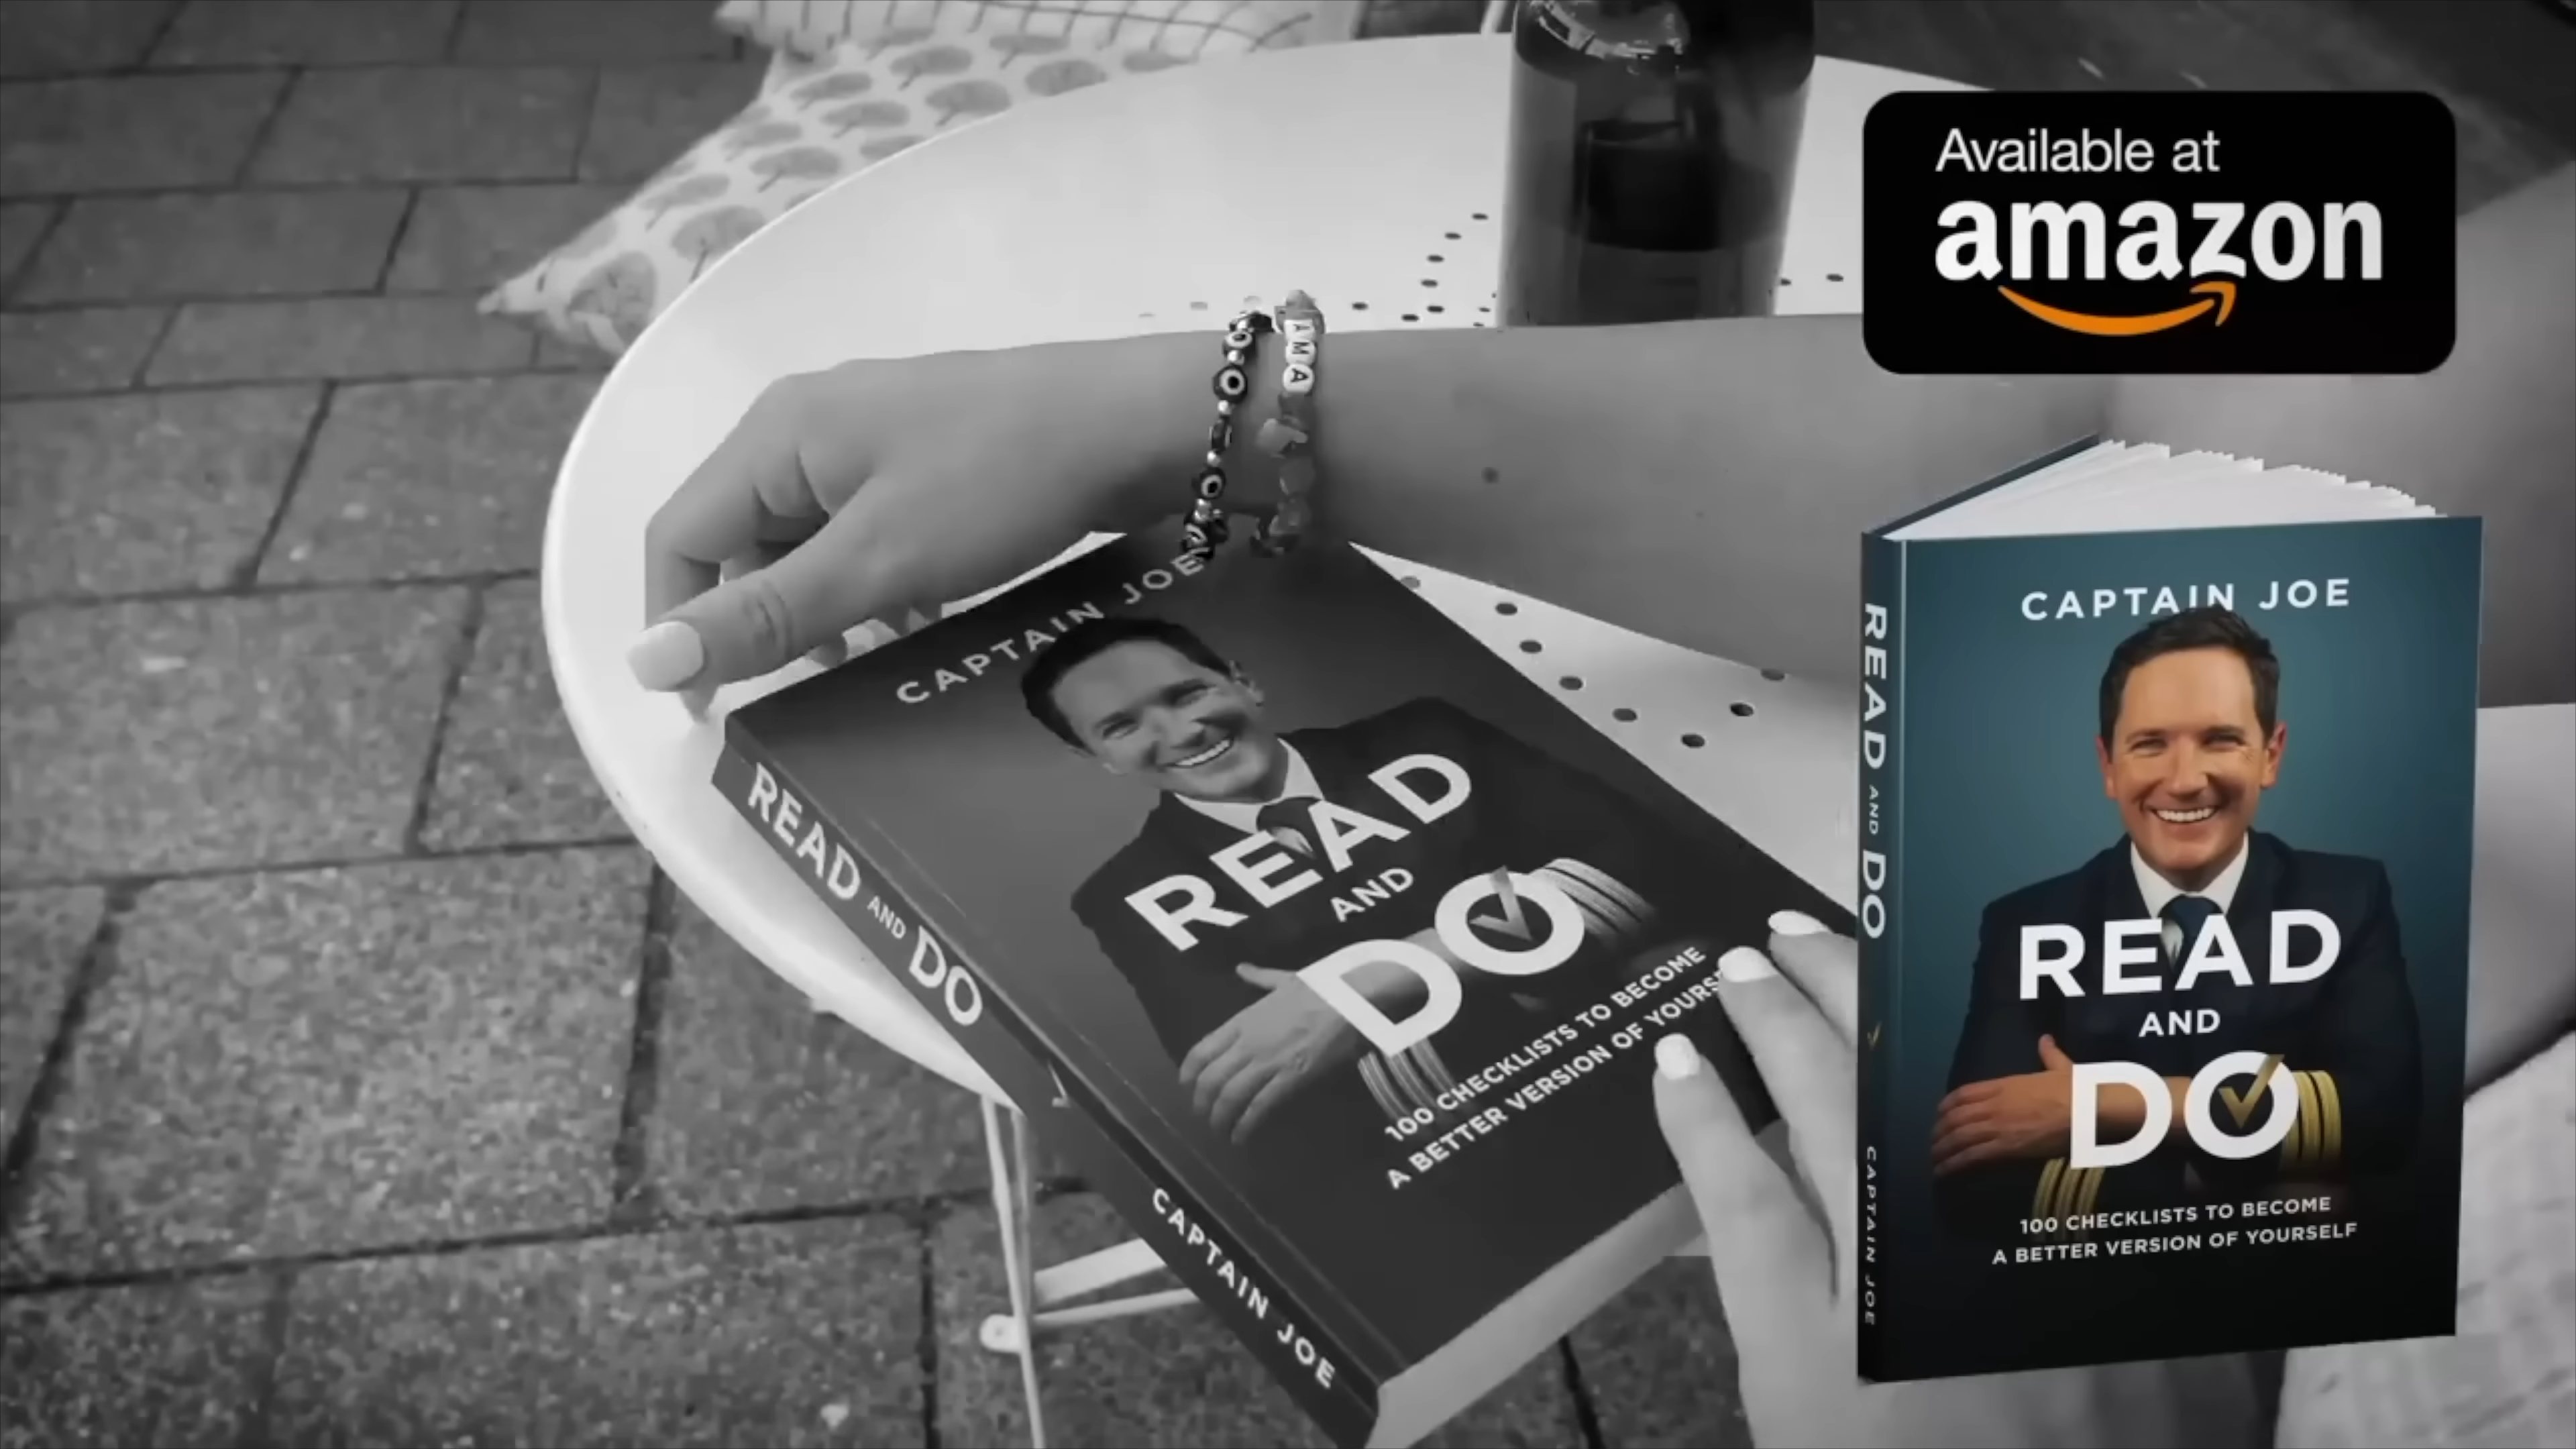 Available at
amazon
AMA
CAPTAIN JOE
READ
AND
DO
100 CHECKLISTS TO BECOME
A BETTER VERSION OF YOURS
READ AND DO
CAPTAIN JOE
CAPTAIN JOE
READ
AND
DO
100 CHECKLISTS TO BECOME
A BETTER VERSION OF YOURSELF
READ AND DO
CAPTAIN JOE